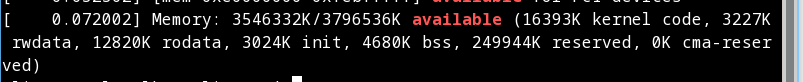 [    0.072002] Memory: 3546332K/3796536K available (16393K kernel code, 3227K
rwdata, 12820K rodata, 3024K init, 4680K bss, 249944K reserved, 0K cma-reser
ved)